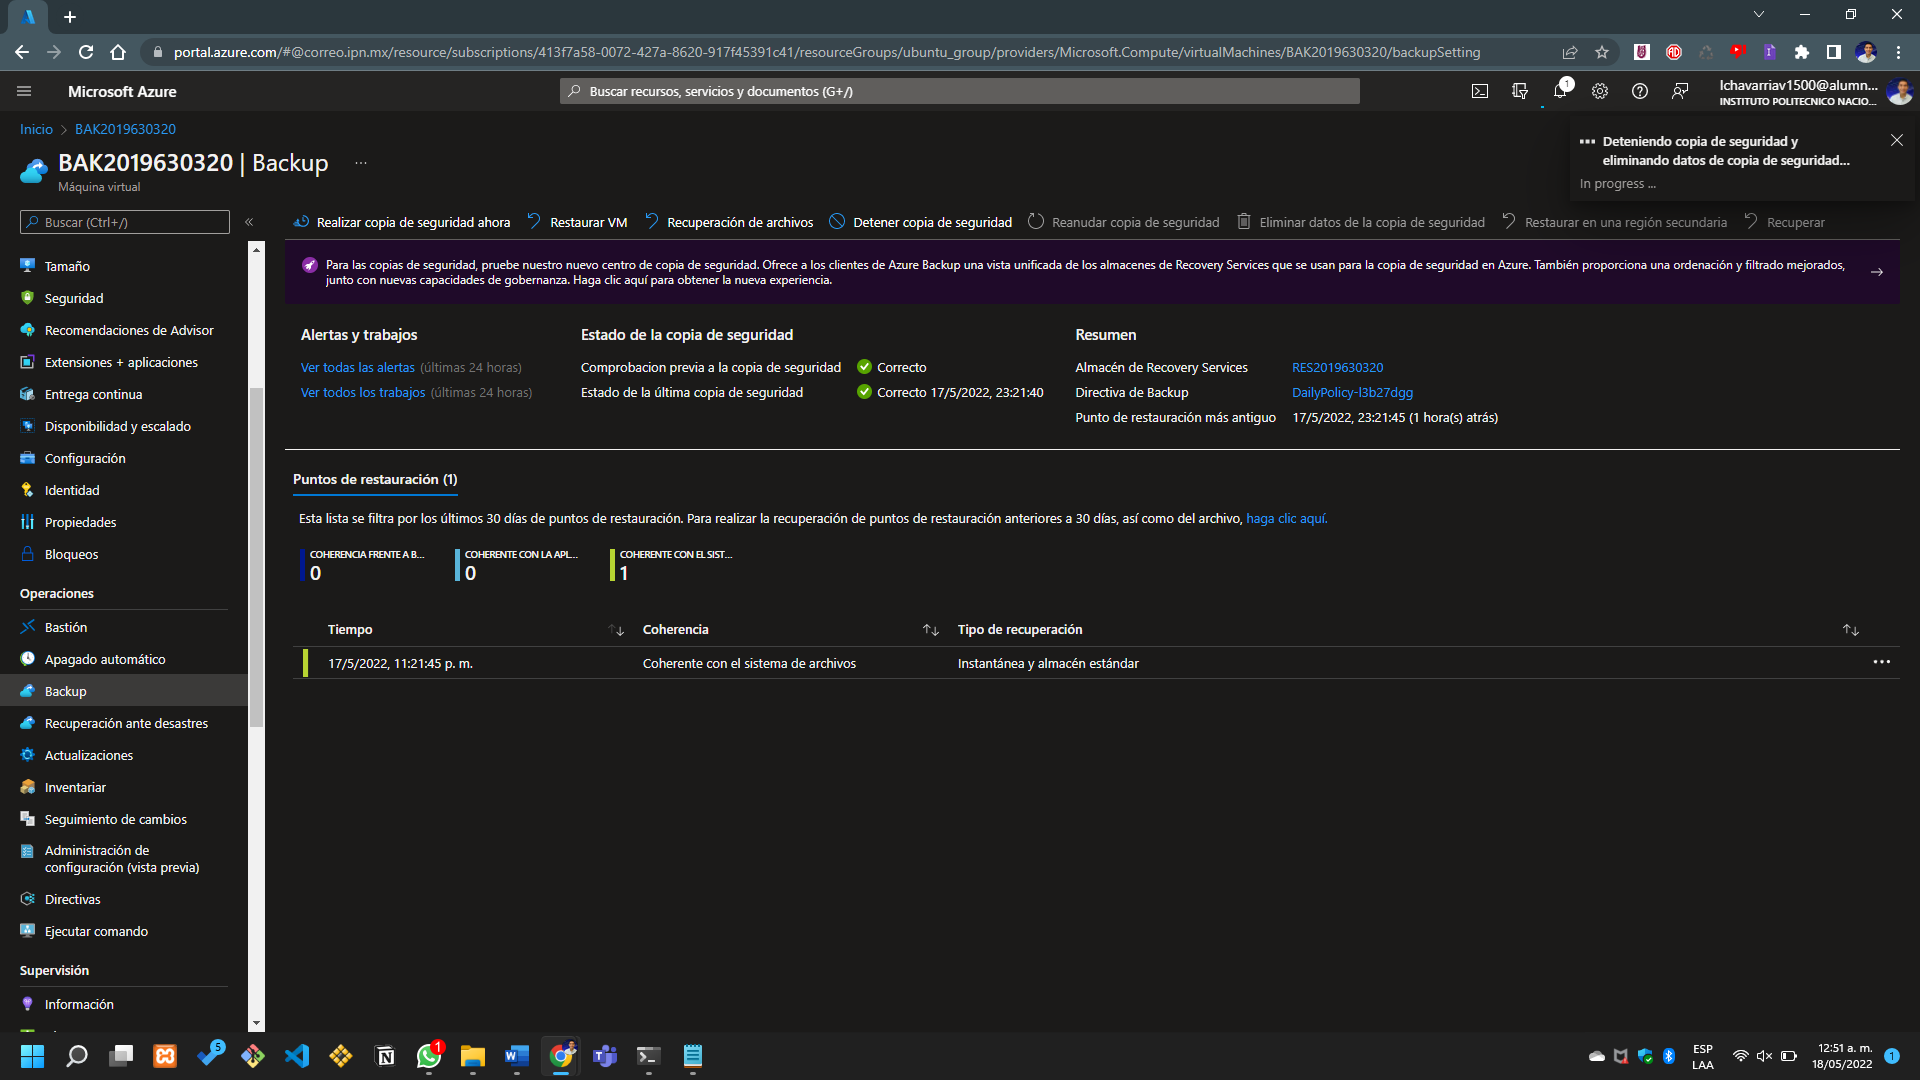 portal.azure.com/#@correo.ipn.mx/resource/subscriptions/413f7a58-0072-427a-8620-917f45391c41/resourceGroups/ubuntu_group/providers/Microsoft.Compute/virtualMachines/BAK2019630320/backupSetting
Microsoft Azure
Buscar recursos, servicios y documentos (G+/)
1
lchavarriav1500@alumn...
INSTITUTO POLITECNICO NACIO...
Inicio > BAK2019630320
BAK2019630320 | Backup ...
Máquina virtual
Deteniendo copia de seguridad y
eliminando datos de copia de seguridad...
In progress ...
Buscar (Ctrl+/)
Realizar copia de seguridad ahora Restaurar VM Recuperación de archivos Detener copia de seguridad Reanudar copia de seguridad Eliminar datos de la copia de seguridad Restaurar en una región secundaria Recuperar
Tamaño
Seguridad
Recomendaciones de Advisor
Extensiones + aplicaciones
Entrega continua
Disponibilidad y escalado
Configuración
Identidad
Propiedades
Bloqueos
Operaciones
Bastión
Apagado automático
Backup
Recuperación ante desastres
Actualizaciones
Inventariar
Seguimiento de cambios
Administración de
configuración (vista previa)
Directivas
Ejecutar comando
Supervisión
Información
Para las copias de seguridad, pruebe nuestro nuevo centro de copia de seguridad. Ofrece a los clientes de Azure Backup una vista unificada de los almacenes de Recovery Services que se usan para la copia de seguridad en Azure. También proporciona una ordenación y filtrado mejorados,
junto con nuevas capacidades de gobernanza. Haga clic aquí para obtener la nueva experiencia.
Alertas y trabajos
Ver todas las alertas (últimas 24 horas)
Ver todos los trabajos (últimas 24 horas)
Estado de la copia de seguridad
Comprobacion previa a la copia de seguridad Correcto
Estado de la última copia de seguridad Correcto 17/5/2022, 23:21:40
Resumen
Almacén de Recovery Services RES2019630320
Directiva de Backup DailyPolicy-l3b27dgg
Punto de restauración más antiguo 17/5/2022, 23:21:45 (1 hora(s) atrás)
Puntos de restauración (1)
Esta lista se filtra por los últimos 30 días de puntos de restauración. Para realizar la recuperación de puntos de restauración anteriores a 30 días, así como del archivo, haga clic aquí.
COHERENCIA FRENTE A B...
0
COHERENTE CON LA APL...
0
COHERENTE CON EL SIST...
1
Tiempo Coherencia Tipo de recuperación
17/5/2022, 11:21:45 p. m. Coherente con el sistema de archivos Instantánea y almacén estándar
5
1
ESP
LAA
12:51 a. m.
18/05/2022
1